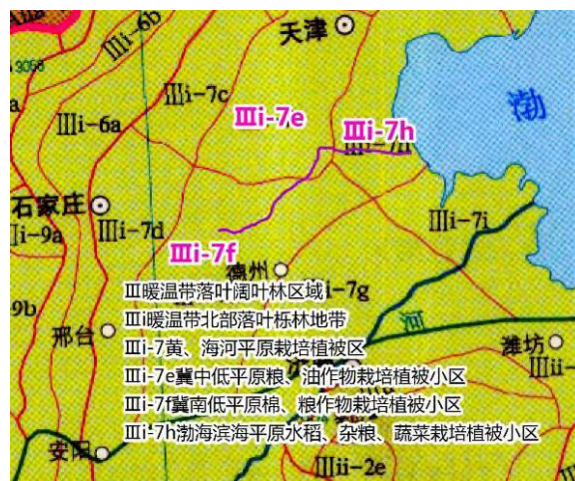 Ⅲi-6b
天津
3058
Ⅲi-7c
Ⅲi-7e
渤
Ⅲi-6a
Ⅲi-7h
石家庄
Ⅲi-7d
Ⅲi-7i
i-9a
Ⅲi-7f
德州
Ⅲ暖温带落叶阔叶林区域
i-7g
Ⅲi暖温带北部落叶栎林地带
9b
河
邢台
Ⅲi-7黄、海河平原栽培植被区
潍坊
Ⅲii-
Ⅲi-7e冀中低平原粮、油作物栽培植被小区
Ⅲi-7f冀南低平原棉、粮作物栽培植被小区
Ⅲi-7h渤海滨海平原水稻、杂粮、蔬菜栽培植被小区
安阳
Ⅲii-2e